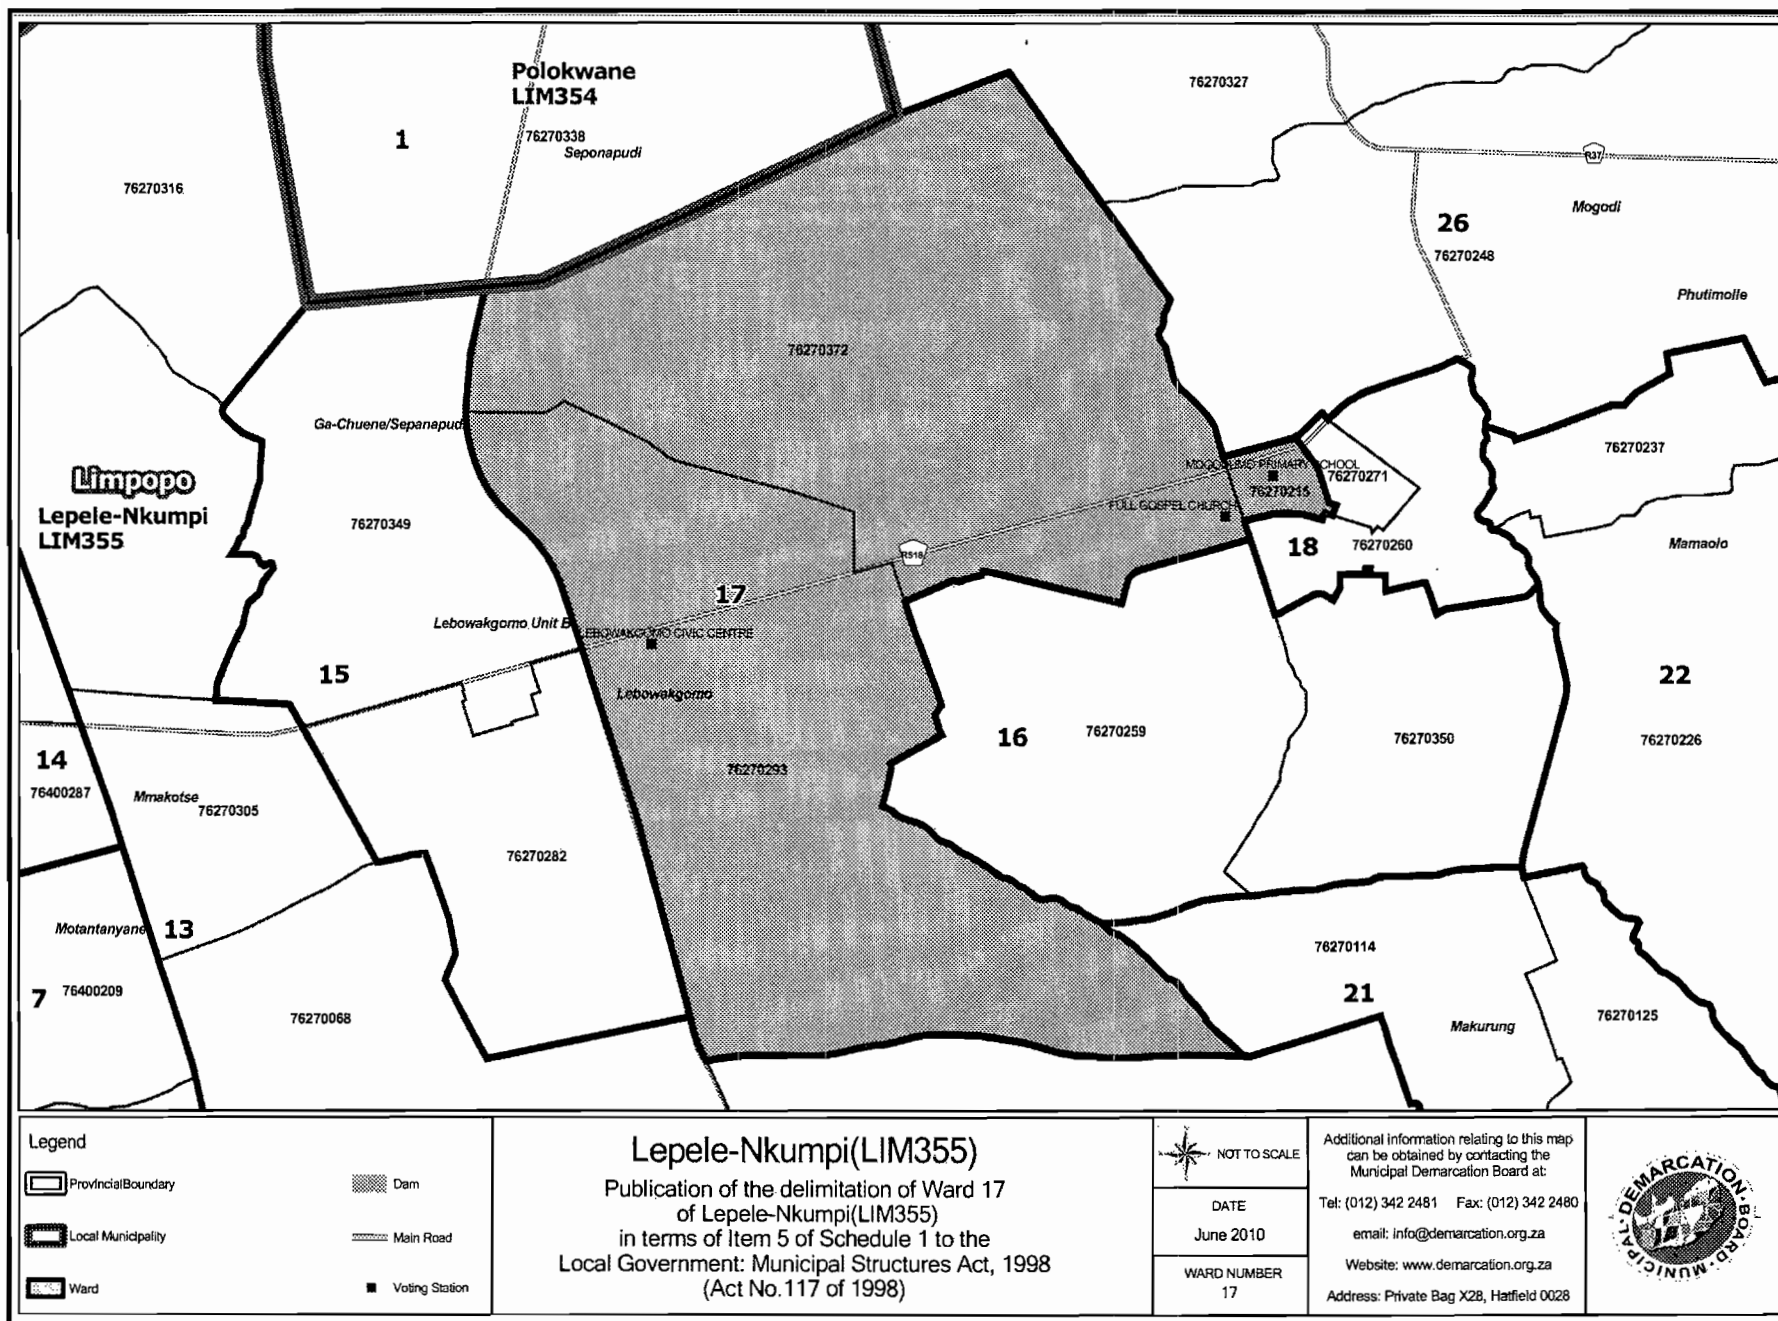 Polokwane
LIM354
76270327
1
76270338
Seponapudi
R37
76270316
Mogodi
26
76270248
Phutimolle
76270372
Ga-Chuene/Sepanapud
76270237
Limpopo
Lepele-Nkumpi
LIM355
PRIMARY SCHOOL
76270271
76270215
FULL GOSPEL CHURCH
76270349
18
76270260
Mamaolo
R518
17
Lebowakgomo Unit B
LEBOWAKGOMO CIVIC CENTRE
15
Lebowakgomo
22
16
76270259
76270350
76270226
14
76400287
Mmakotse
76270305
76270293
76270282
Motantanyane
13
76270114
7
76400209
21
76270068
Makurung
76270125
Legend
ProvincialBoundary
Local Municipality
Ward
Dam
Main Road
Voting Station
Lepele-Nkumpi(LIM355)
Publication of the delimitation of Ward 17
of Lepele-Nkumpi(LIM355)
in terms of Item 5 of Schedule 1 to the
Local Government: Municipal Structures Act, 1998
(Act No.117 of 1998)
NOT TO SCALE
DATE
June 2010
WARD NUMBER
17
Additional information relating to this map
can be obtained by contacting the
Municipal Demarcation Board at:
Tel: (012) 342 2481 Fax: (012) 342 2480
email: info@demarcation.org.za
Website: www.demarcation.org.za
Address: Private Bag X28, Hatfield 0028
MUNICIPAL DEMARCATION BOARD